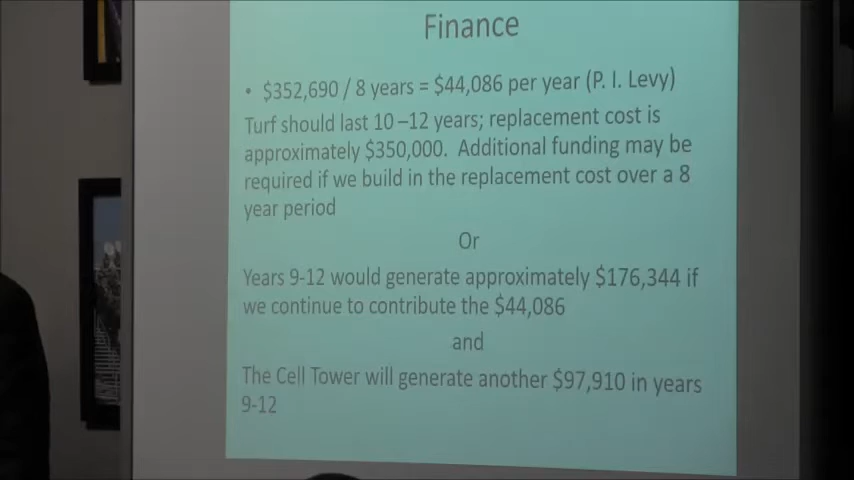 Finance
• $352,690 / 8 years = $44,086 per year (P. I. Levy)
Turf should last 10 –12 years; replacement cost is
approximately $350,000. Additional funding may be
required if we build in the replacement cost over a 8
year period
Or
Years 9-12 would generate approximately $176,344 if
we continue to contribute the $44,086
and
The Cell Tower will generate another $97,910 in years
9-12